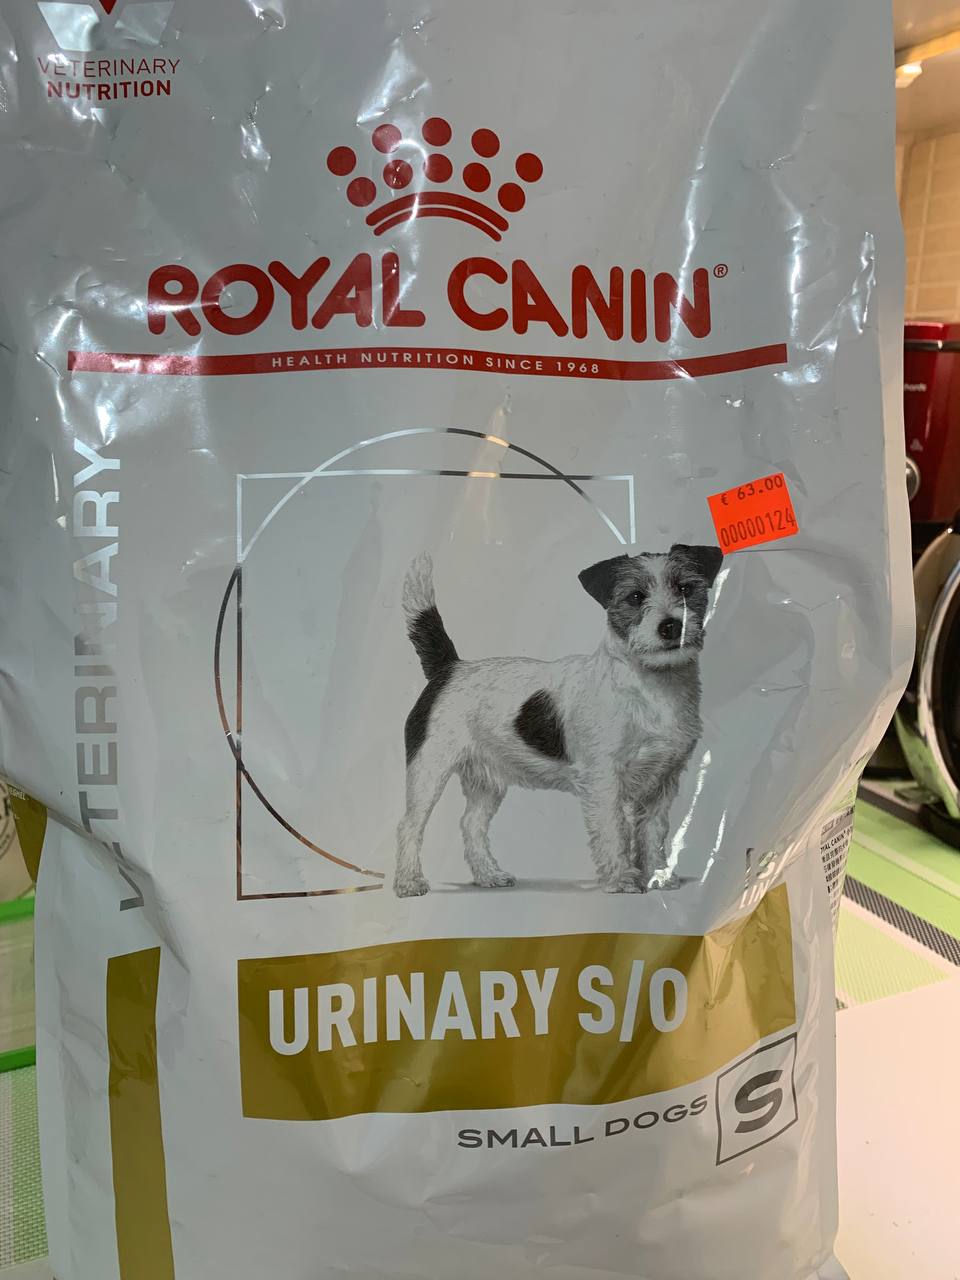 VETERINARY
NUTRITION
ROYAL CANIN®
HEALTH NUTRITION SINCE 1968
VETERINARY
€ 63.00
00000124
URINARY S/O
SMALL DOGS
S